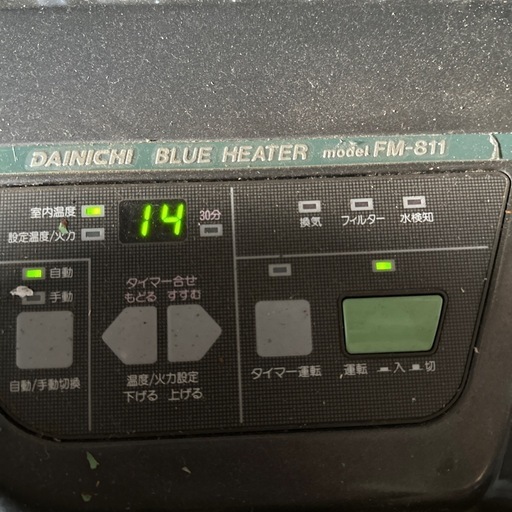 DAINICHI BLUE HEATER model FM-811
室内温度
設定温度/火力
14
30分
換気
フィルター
水検知
自動
手動
自動/手動切換
タイマー合せ
もどる すすむ
温度/火力設定
下げる 上げる
タイマー運転
運転 入 切